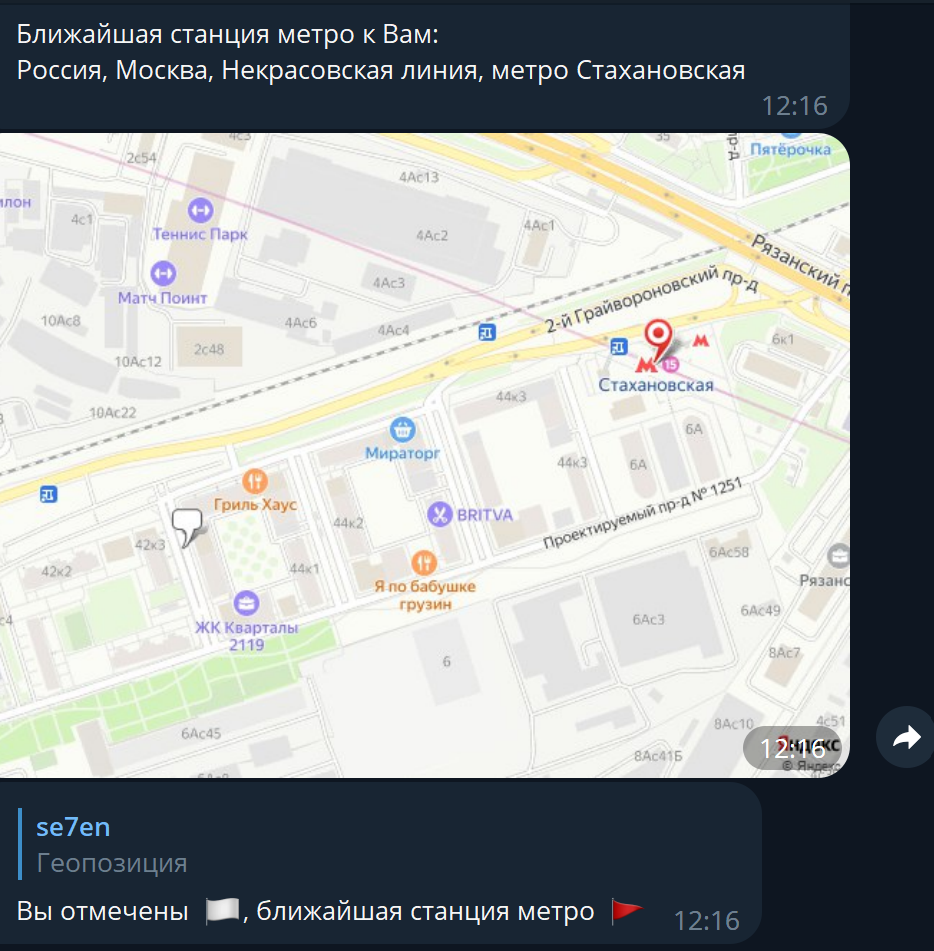 Ближайшая станция метро к Вам:
Россия, Москва, Некрасовская линия, метро Стахановская
12:16
4с3
35
пр-д
Пятёрочка
2с54
4Ас13
4с1
Теннис Парк
4Ас2
4Ас1
Рязанский п
Матч Поинт
4Ас3
2-й Грайвороновский пр-д
10Ас8
4Ас6
4Ас4
2с48
6к1
10Ас12
М
М 15
Стахановская
44к3
10Ас22
6А
Мираторг
44к3
6А
Гриль Хаус
Проектируемый пр-д № 1251
44к2
BRITVA
42к3
6Ас58
42к2
44к1
Я по бабушке
грузин
Рязанс
ЖК Кварталы
2119
6Ас3
6Ас49
6
8Ас7
6Ас45
8Ас10
4с51
8Ас41Б
Яндекс
12:16
© Яндекс
se7en
Геопозиция
Вы отмечены 🏳, ближайшая станция метро 🚩
12:16